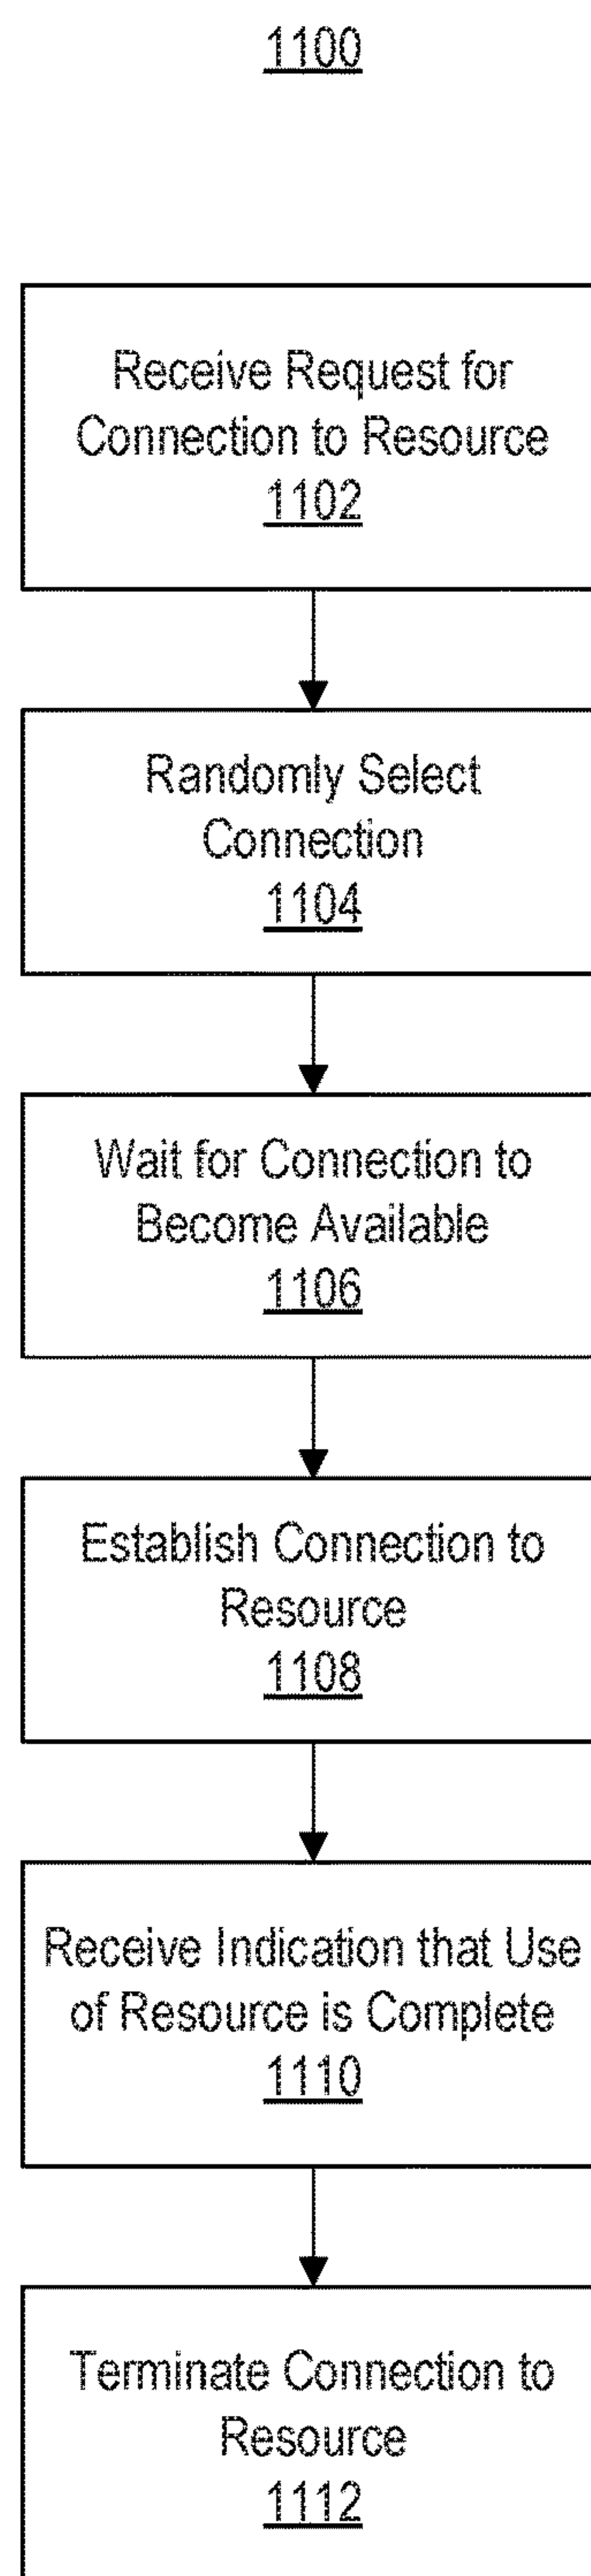 1100
Receive Request for
Connection to Resource
1102
Randomly Select
Connection
1104
Wait for Connection to
Become Available
1106
Establish Connection to
Resource
1108
Receive Indication that Use
of Resource is Complete
1110
Terminate Connection to
Resource
1112